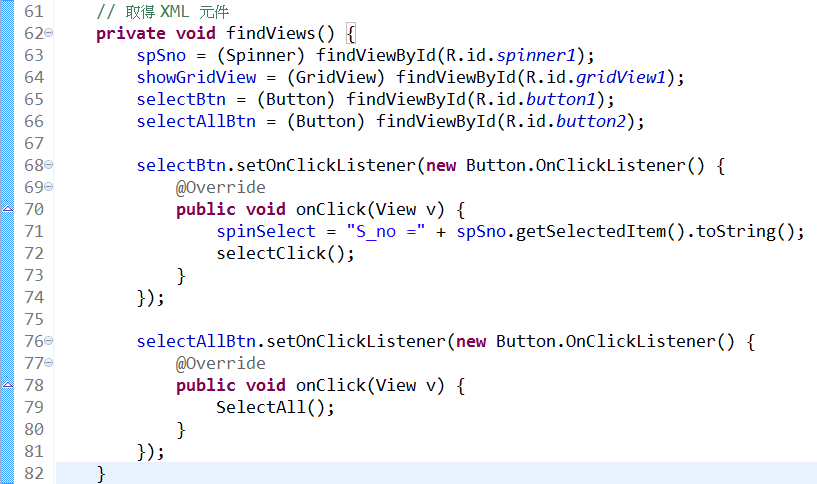 61 // 取得 XML 元件
62 private void findViews() {
63 spSno = (Spinner) findViewById(R.id.spinner1);
64 showGridView = (GridView) findViewById(R.id.gridView1);
65 selectBtn = (Button) findViewById(R.id.button1);
66 selectAllBtn = (Button) findViewById(R.id.button2);
67
68 selectBtn.setOnClickListener(new Button.OnClickListener() {
69 @Override
70 public void onClick(View v) {
71 spinSelect = "S_no =" + spSno.getSelectedItem().toString();
72 selectClick();
73 }
74 });
75
76 selectAllBtn.setOnClickListener(new Button.OnClickListener() {
77 @Override
78 public void onClick(View v) {
79 SelectAll();
80 }
81 });
82 }